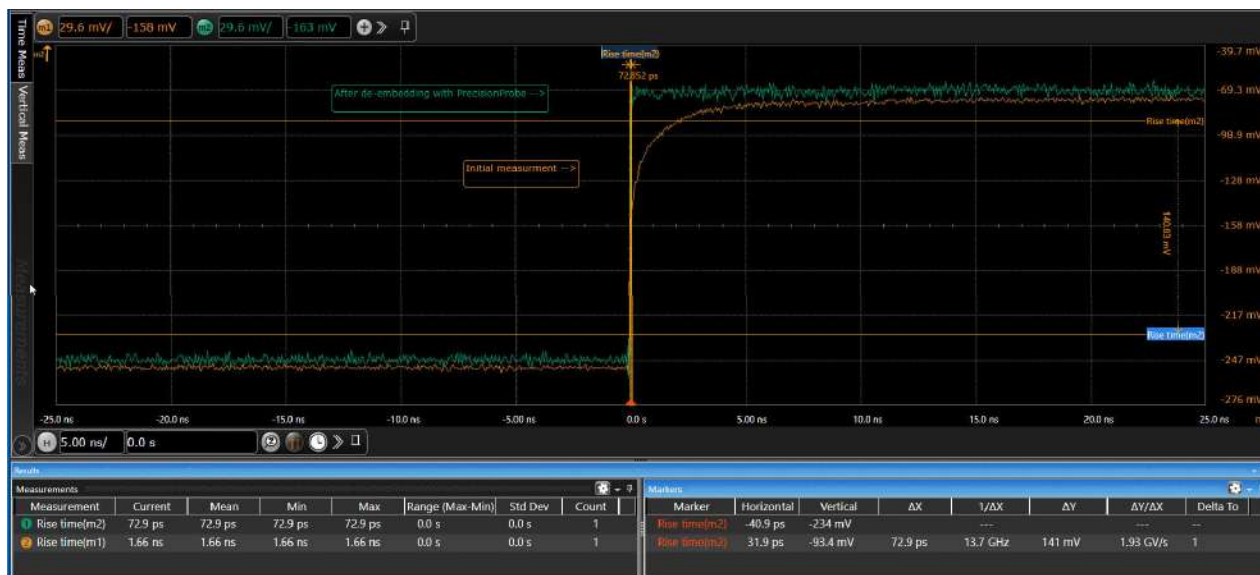 Time Meas
Vertical Meas
Measurements
m1 29.6 mV/ -158 mV m2 29.6 mV/ -163 mV
m2
Rise time(m2)
72.852 ps
After de-embedding with PrecisionProbe --->
Initial measurment --->
Rise time(m2)
140.63 mV
Rise time(m2)
-39.7 mV
-69.3 mV
-98.9 mV
-128 mV
-158 mV
-188 mV
-217 mV
-247 mV
-276 mV
-25.0 ns -20.0 ns -15.0 ns -10.0 ns -5.00 ns 0.0 s 5.00 ns 10.0 ns 15.0 ns 20.0 ns 25.0 ns
H 5.00 ns/ 0.0 s
Results
Measurements
Measurement Current Mean Min Max Range (Max-Min) Std Dev Count
1 Rise time(m2) 72.9 ps 72.9 ps 72.9 ps 72.9 ps 0.0 s 0.0 s 1
2 Rise time(m1) 1.66 ns 1.66 ns 1.66 ns 1.66 ns 0.0 s 0.0 s 1
Markers
Marker Horizontal Vertical ΔX 1/ΔX ΔY ΔY/ΔX Delta To
Rise time(m2) -40.9 ps -234 mV --- --- --
Rise time(m2) 31.9 ps -93.4 mV 72.9 ps 13.7 GHz 141 mV 1.93 GV/s 1